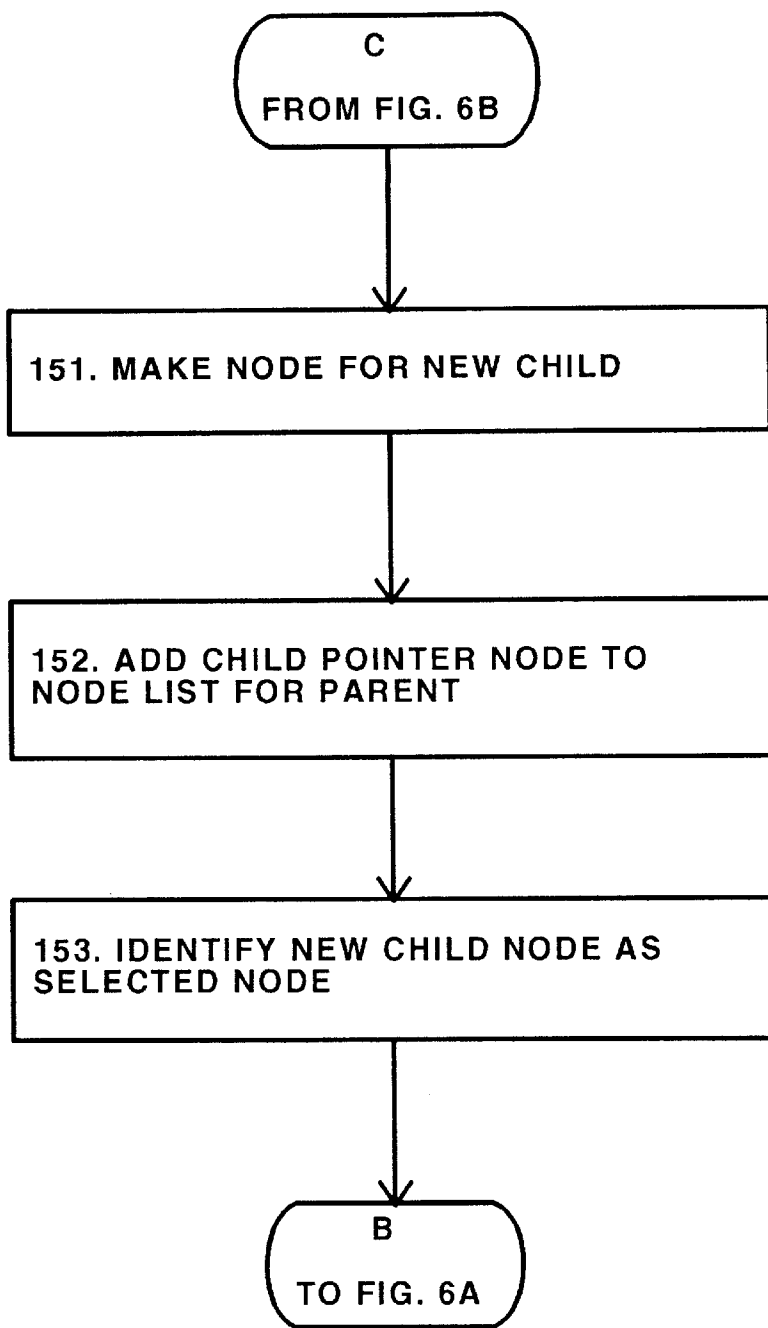 C
FROM FIG. 6B
151. MAKE NODE FOR NEW CHILD
152. ADD CHILD POINTER NODE TO
NODE LIST FOR PARENT
153. IDENTIFY NEW CHILD NODE AS
SELECTED NODE
B
TO FIG. 6A